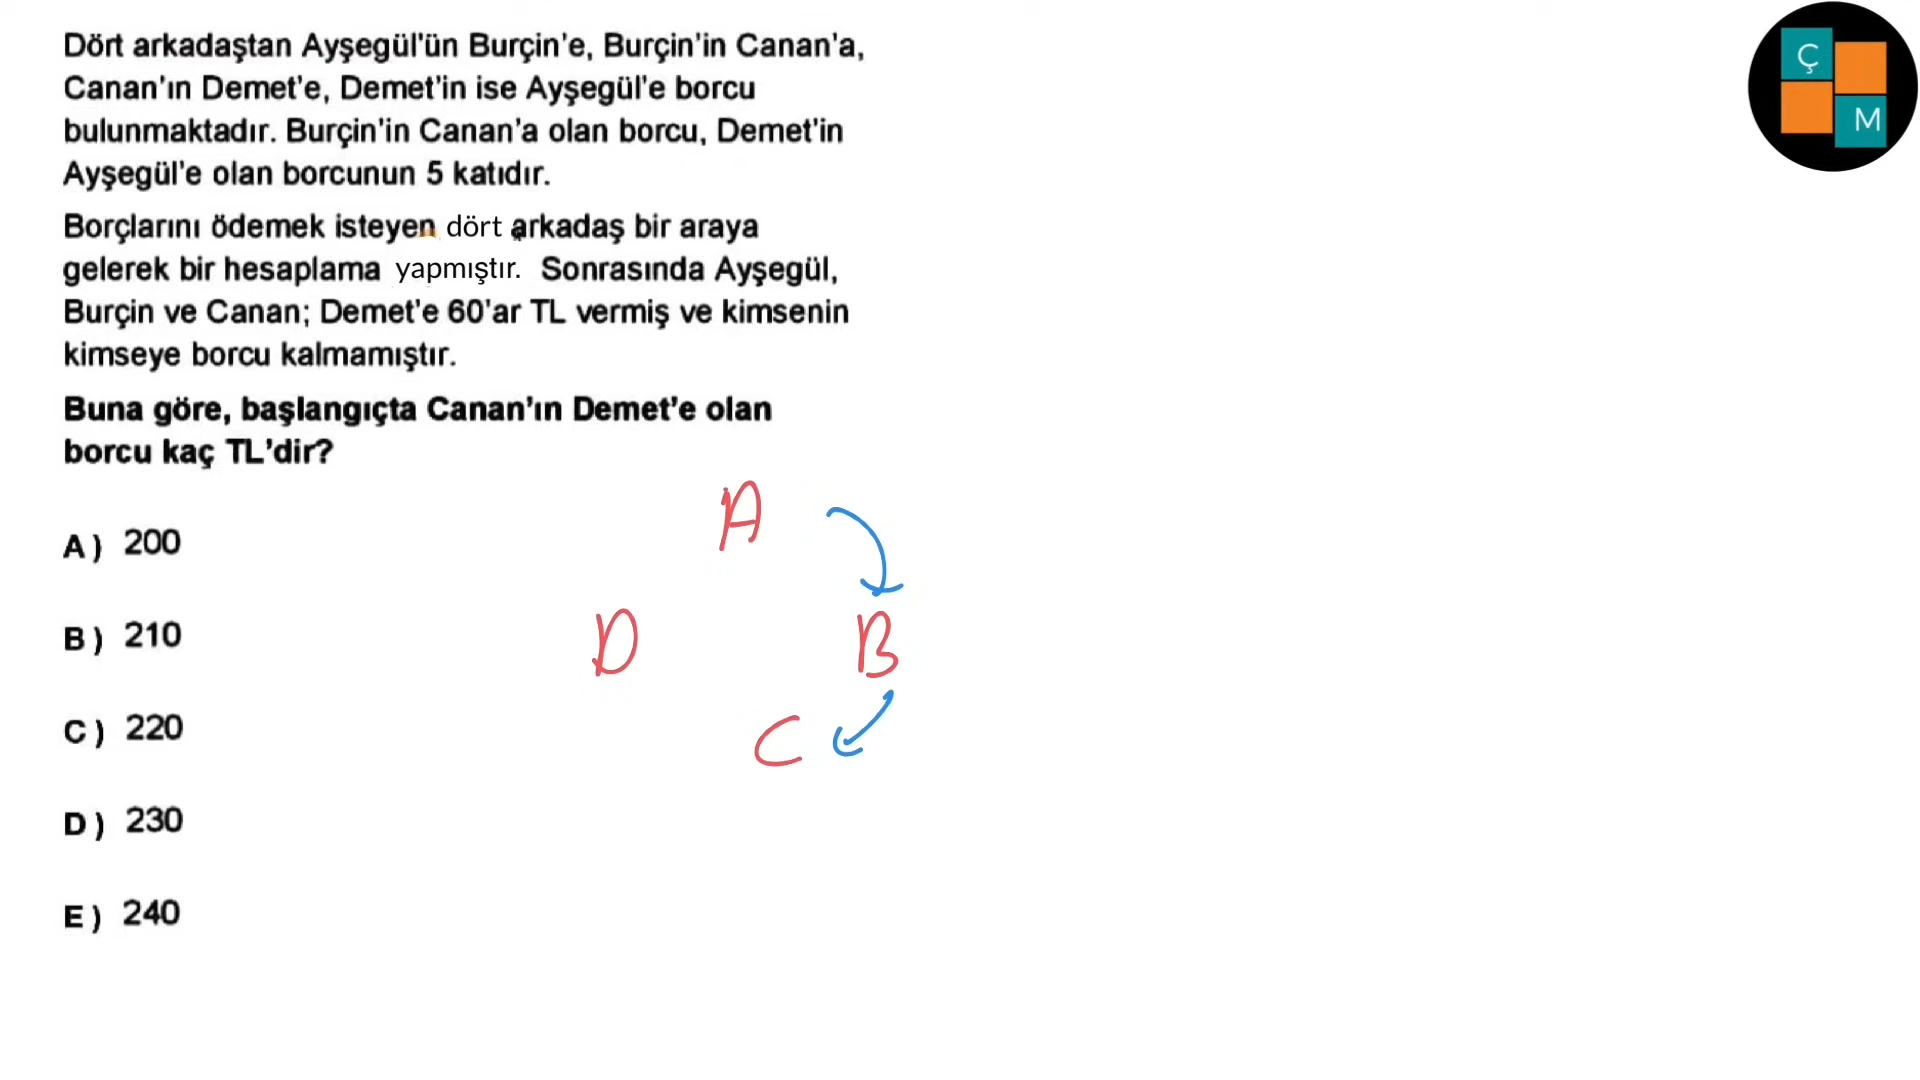 Dört arkadaştan Ayşegül'ün Burçin'e, Burçin'in Canan'a,
Canan'ın Demet'e, Demet'in ise Ayşegül'e borcu
bulunmaktadır. Burçin'in Canan'a olan borcu, Demet'in
Ayşegül'e olan borcunun 5 katıdır.
Borçlarını ödemek isteyen dört arkadaş bir araya
gelerek bir hesaplama yapmıştır. Sonrasında Ayşegül,
Burçin ve Canan; Demet'e 60'ar TL vermiş ve kimsenin
kimseye borcu kalmamıştır.
Buna göre, başlangıçta Canan'ın Demet'e olan
borcu kaç TL'dir?
A) 200
B) 210
C) 220
D) 230
E) 240
A
D B
C
Ç
M